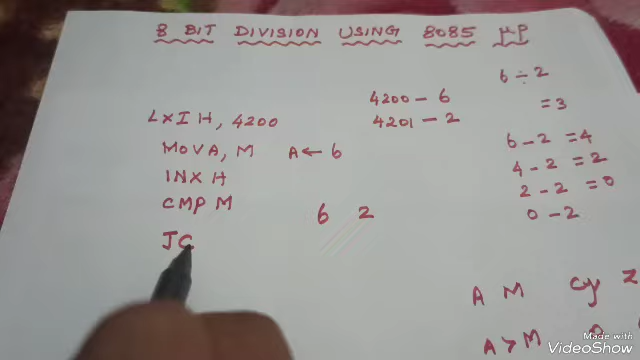 8 BIT DIVISION USING 8085 μP
LXI H, 4200
MOV A, M A ← 6
INX H
CMP M
JC
4200 - 6
4201 - 2
6 2
6 ÷ 2
= 3
6 - 2 = 4
4 - 2 = 2
2 - 2 = 0
0 - 2
A M CY Z
A > M 0
Made with
VideoShow